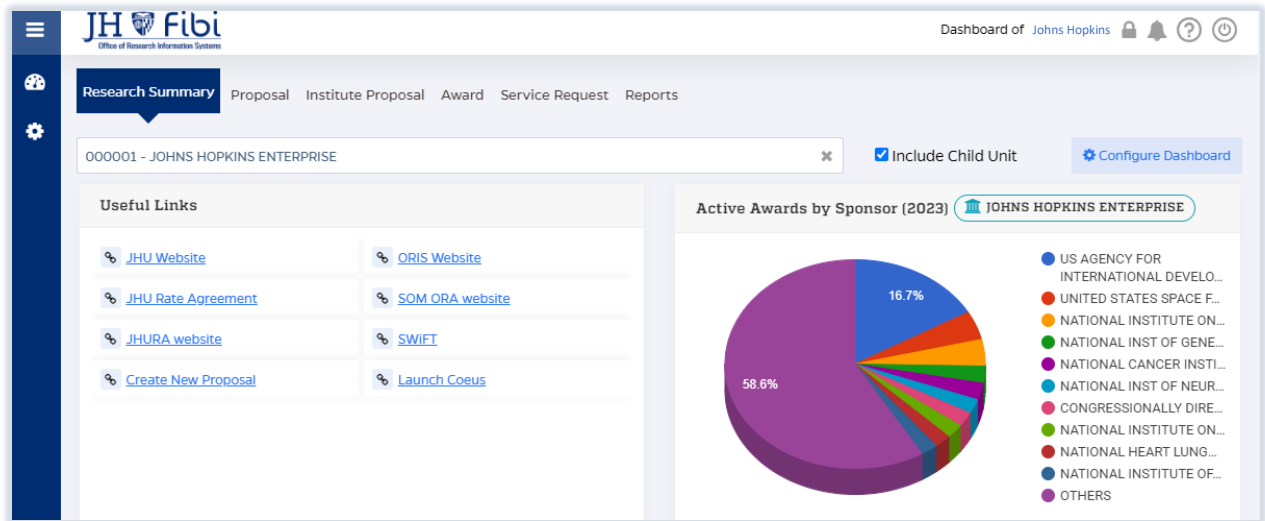 JH Fibi
Office of Research Information Systems
Dashboard of Johns Hopkins
Research Summary Proposal Institute Proposal Award Service Request Reports
000001 - JOHNS HOPKINS ENTERPRISE
Include Child Unit
Configure Dashboard
Useful Links
JHU Website
ORIS Website
JHU Rate Agreement
SOM ORA website
JHURA website
SWiFT
Create New Proposal
Launch Coeus
Active Awards by Sponsor (2023) JOHNS HOPKINS ENTERPRISE
16.7%
58.6%
US AGENCY FOR
INTERNATIONAL DEVELO...
UNITED STATES SPACE F...
NATIONAL INSTITUTE ON...
NATIONAL INST OF GENE...
NATIONAL CANCER INSTI...
NATIONAL INST OF NEUR...
CONGRESSIONALLY DIRE...
NATIONAL INSTITUTE ON...
NATIONAL HEART LUNG...
NATIONAL INSTITUTE OF...
OTHERS